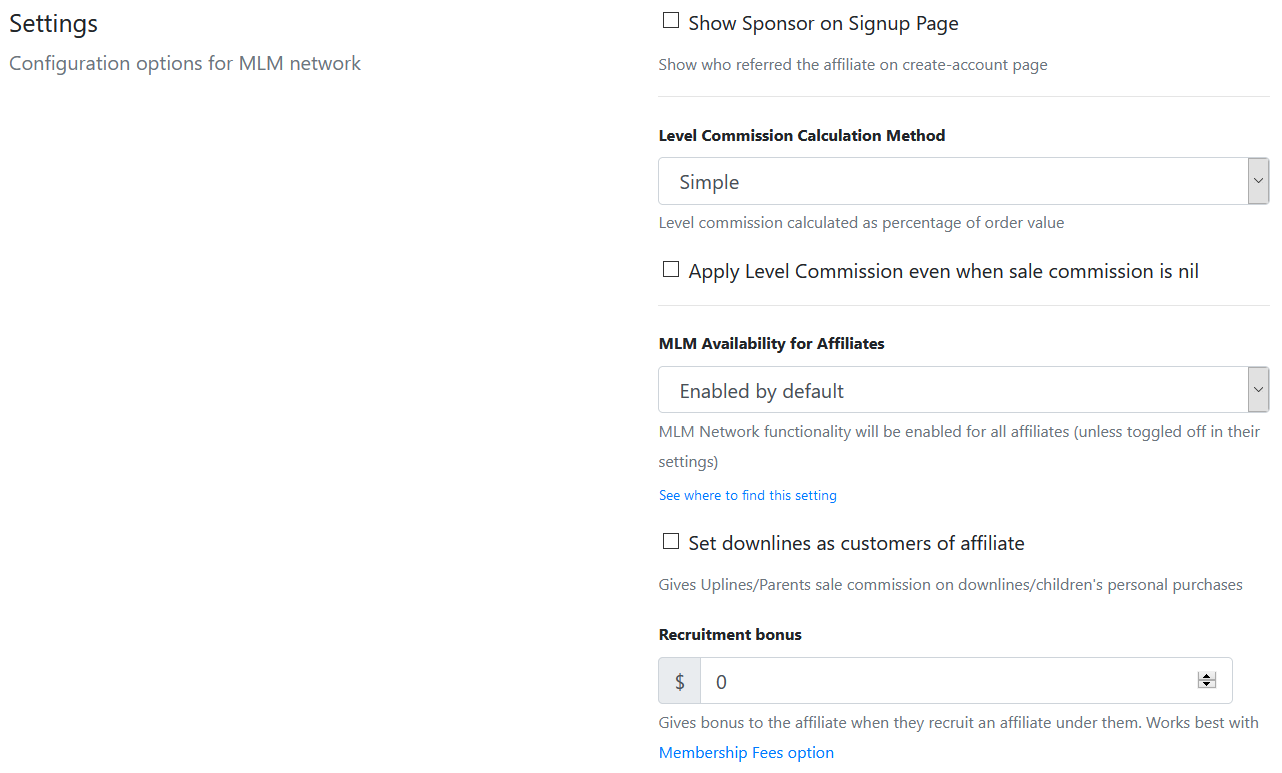 Settings
Configuration options for MLM network
Show Sponsor on Signup Page
Show who referred the affiliate on create-account page
Level Commission Calculation Method
Simple
Level commission calculated as percentage of order value
Apply Level Commission even when sale commission is nil
MLM Availability for Affiliates
Enabled by default
MLM Network functionality will be enabled for all affiliates (unless toggled off in their
settings)
See where to find this setting
Set downlines as customers of affiliate
Gives Uplines/Parents sale commission on downlines/children's personal purchases
Recruitment bonus
$ 0
Gives bonus to the affiliate when they recruit an affiliate under them. Works best with
Membership Fees option